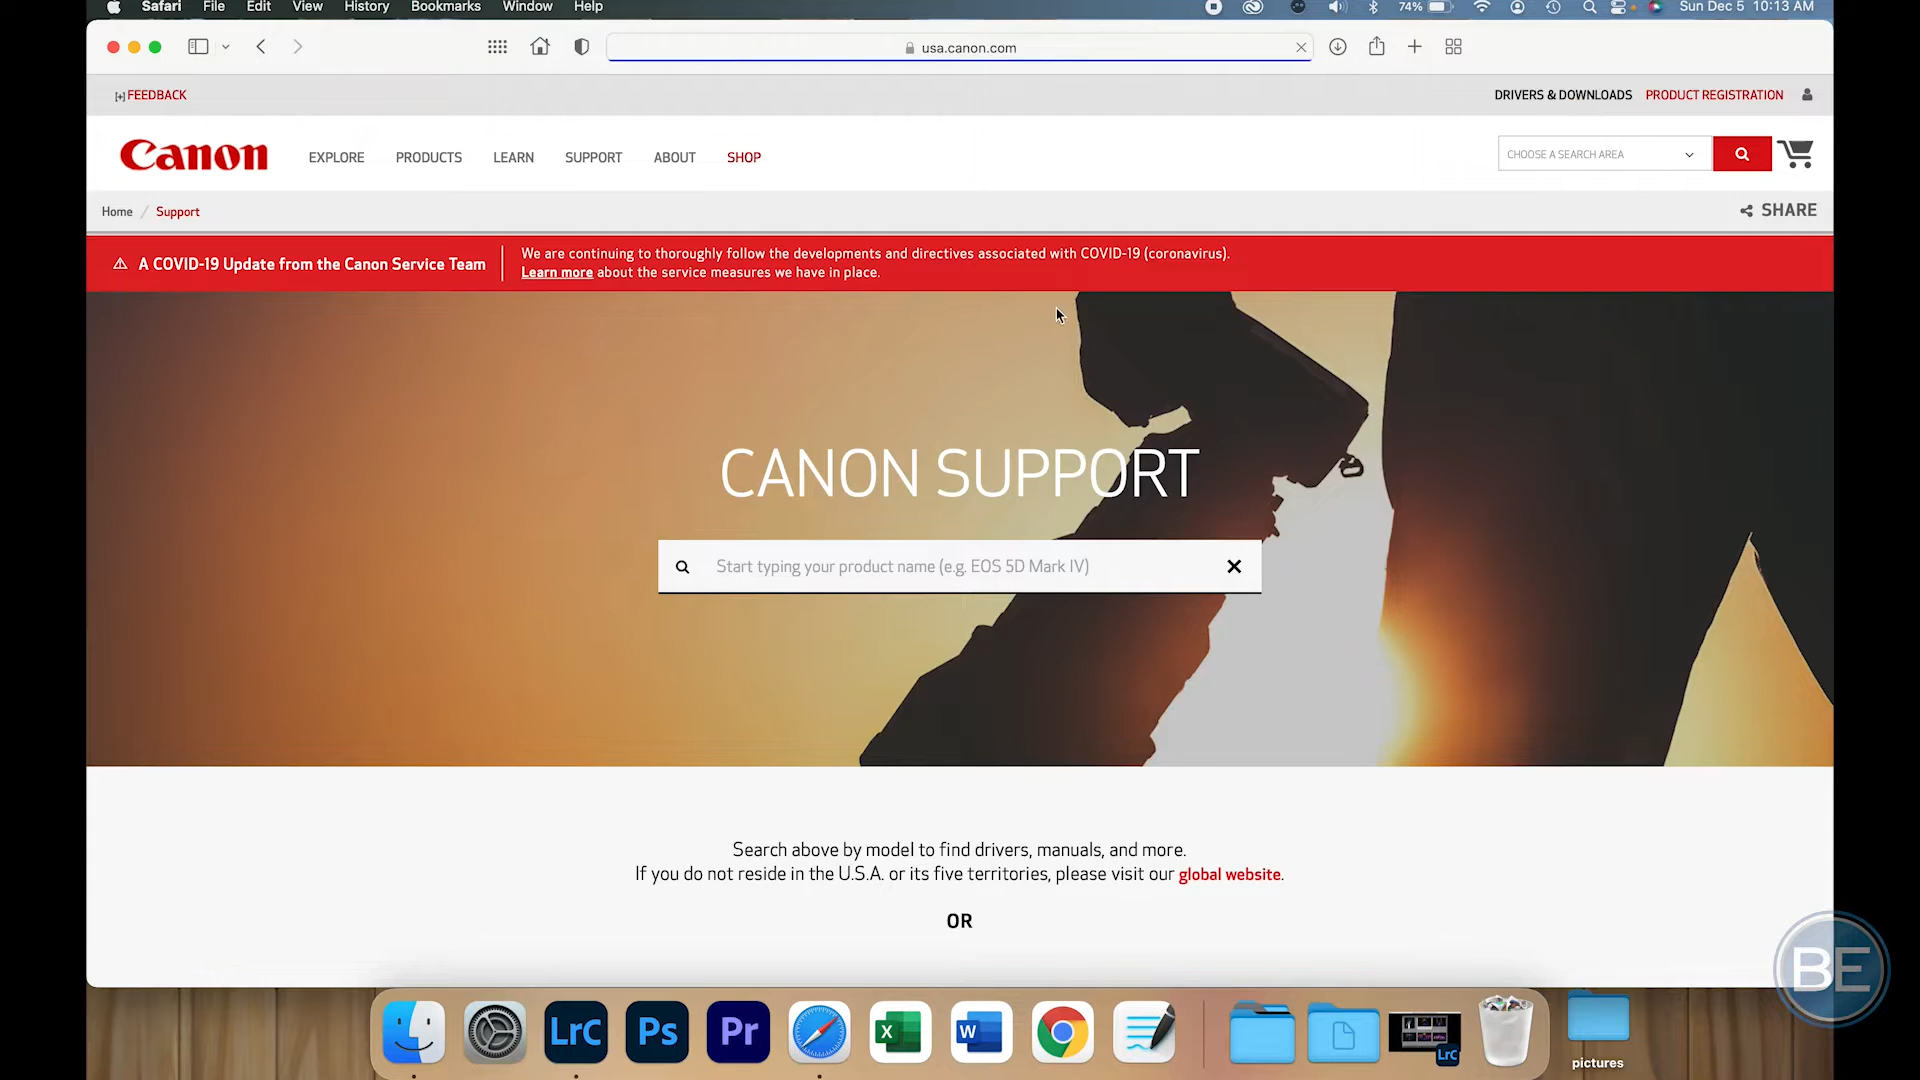 Safari File Edit View History Bookmarks Window Help 74% Sun Dec 5 10:13 AM
usa.canon.com
[+] FEEDBACK DRIVERS & DOWNLOADS PRODUCT REGISTRATION
Canon EXPLORE PRODUCTS LEARN SUPPORT ABOUT SHOP CHOOSE A SEARCH AREA
Home / Support SHARE
A COVID-19 Update from the Canon Service Team
We are continuing to thoroughly follow the developments and directives associated with COVID-19 (coronavirus).
Learn more about the service measures we have in place.
CANON SUPPORT
Start typing your product name (e.g. EOS 5D Mark IV)
Search above by model to find drivers, manuals, and more.
If you do not reside in the U.S.A. or its five territories, please visit our global website.
OR
BE
LrC Ps Pr X W LrC
pictures